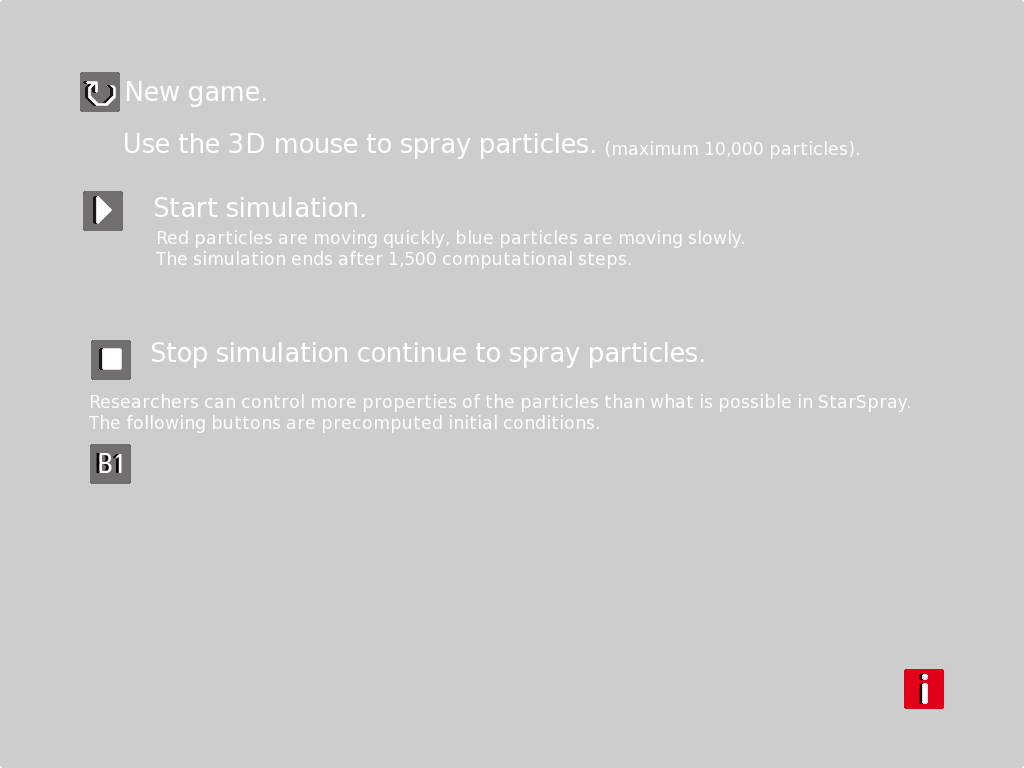 New game.
Use the 3D mouse to spray particles. (maximum 10,000 particles).
Start simulation.
Red particles are moving quickly, blue particles are moving slowly.
The simulation ends after 1,500 computational steps.
Stop simulation continue to spray particles.
Researchers can control more properties of the particles than what is possible in StarSpray.
The following buttons are precomputed initial conditions.
B1
i